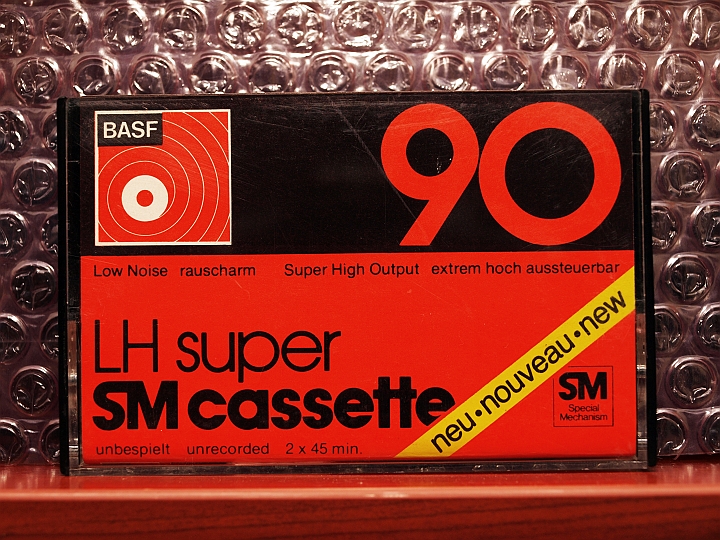 BASF
90
Low Noise rauscharm Super High Output extrem hoch aussteuerbar
LH super
SM cassette
neu•nouveau•new
SM
Special
Mechanism
unbespielt unrecorded 2 x 45 min.